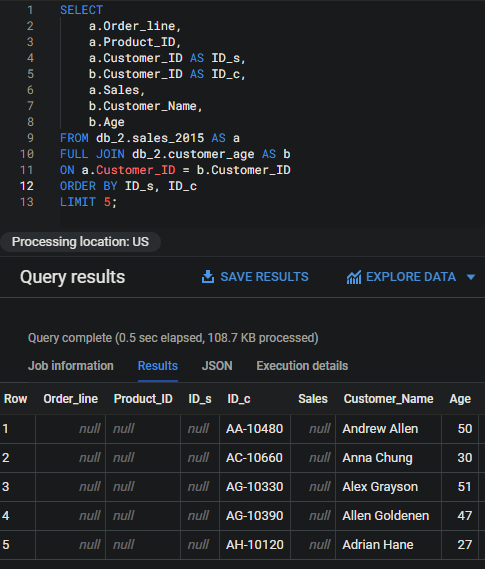 1 SELECT
2 a.Order_line,
3 a.Product_ID,
4 a.Customer_ID AS ID_s,
5 b.Customer_ID AS ID_c,
6 a.Sales,
7 b.Customer_Name,
8 b.Age
9 FROM db_2.sales_2015 AS a
10 FULL JOIN db_2.customer_age AS b
11 ON a.Customer_ID = b.Customer_ID
12 ORDER BY ID_s, ID_c
13 LIMIT 5;
Processing location: US
Query results SAVE RESULTS EXPLORE DATA
Query complete (0.5 sec elapsed, 108.7 KB processed)
Job information Results JSON Execution details
Row Order_line Product_ID ID_s ID_c Sales Customer_Name Age
1 null null null AA-10480 null Andrew Allen 50
2 null null null AC-10660 null Anna Chung 30
3 null null null AG-10330 null Alex Grayson 51
4 null null null AG-10390 null Allen Goldenen 47
5 null null null AH-10120 null Adrian Hane 27